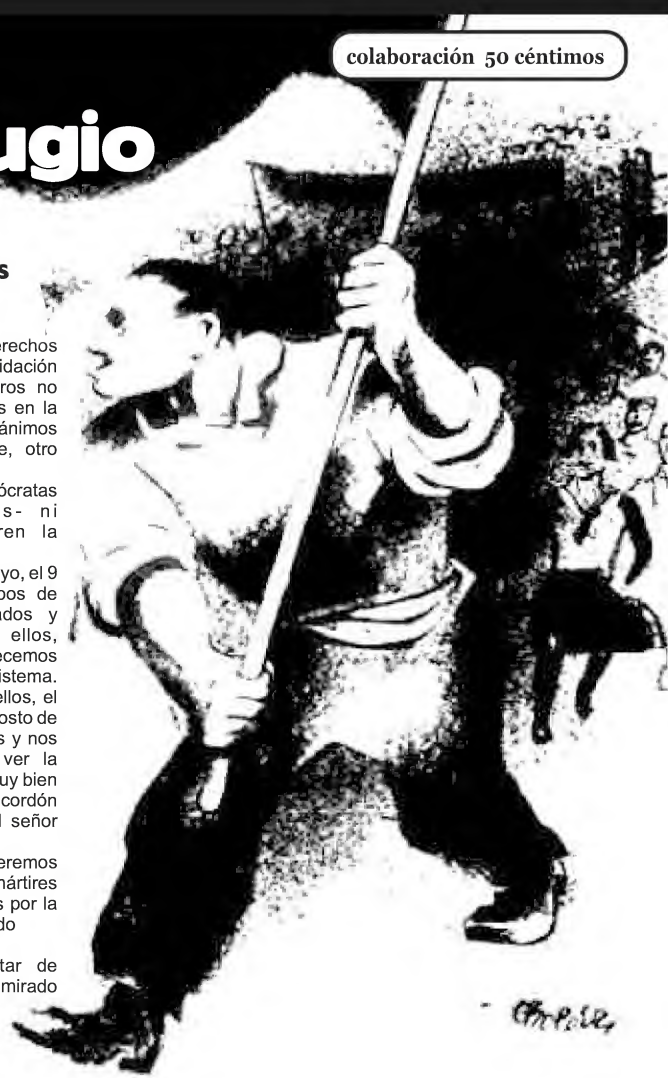 colaboración 50 céntimos
ugio
s
erechos
idación
ros no
s en la
ánimos
e, otro
ócratas
s- ni
ren la
yo, el 9
pos de
ados y
ellos,
ecemos
istema.
ellos, el
osto de
s y nos
ver la
uy bien
cordón
l señor
eremos
nártires
s por la
do
tar de
mirado